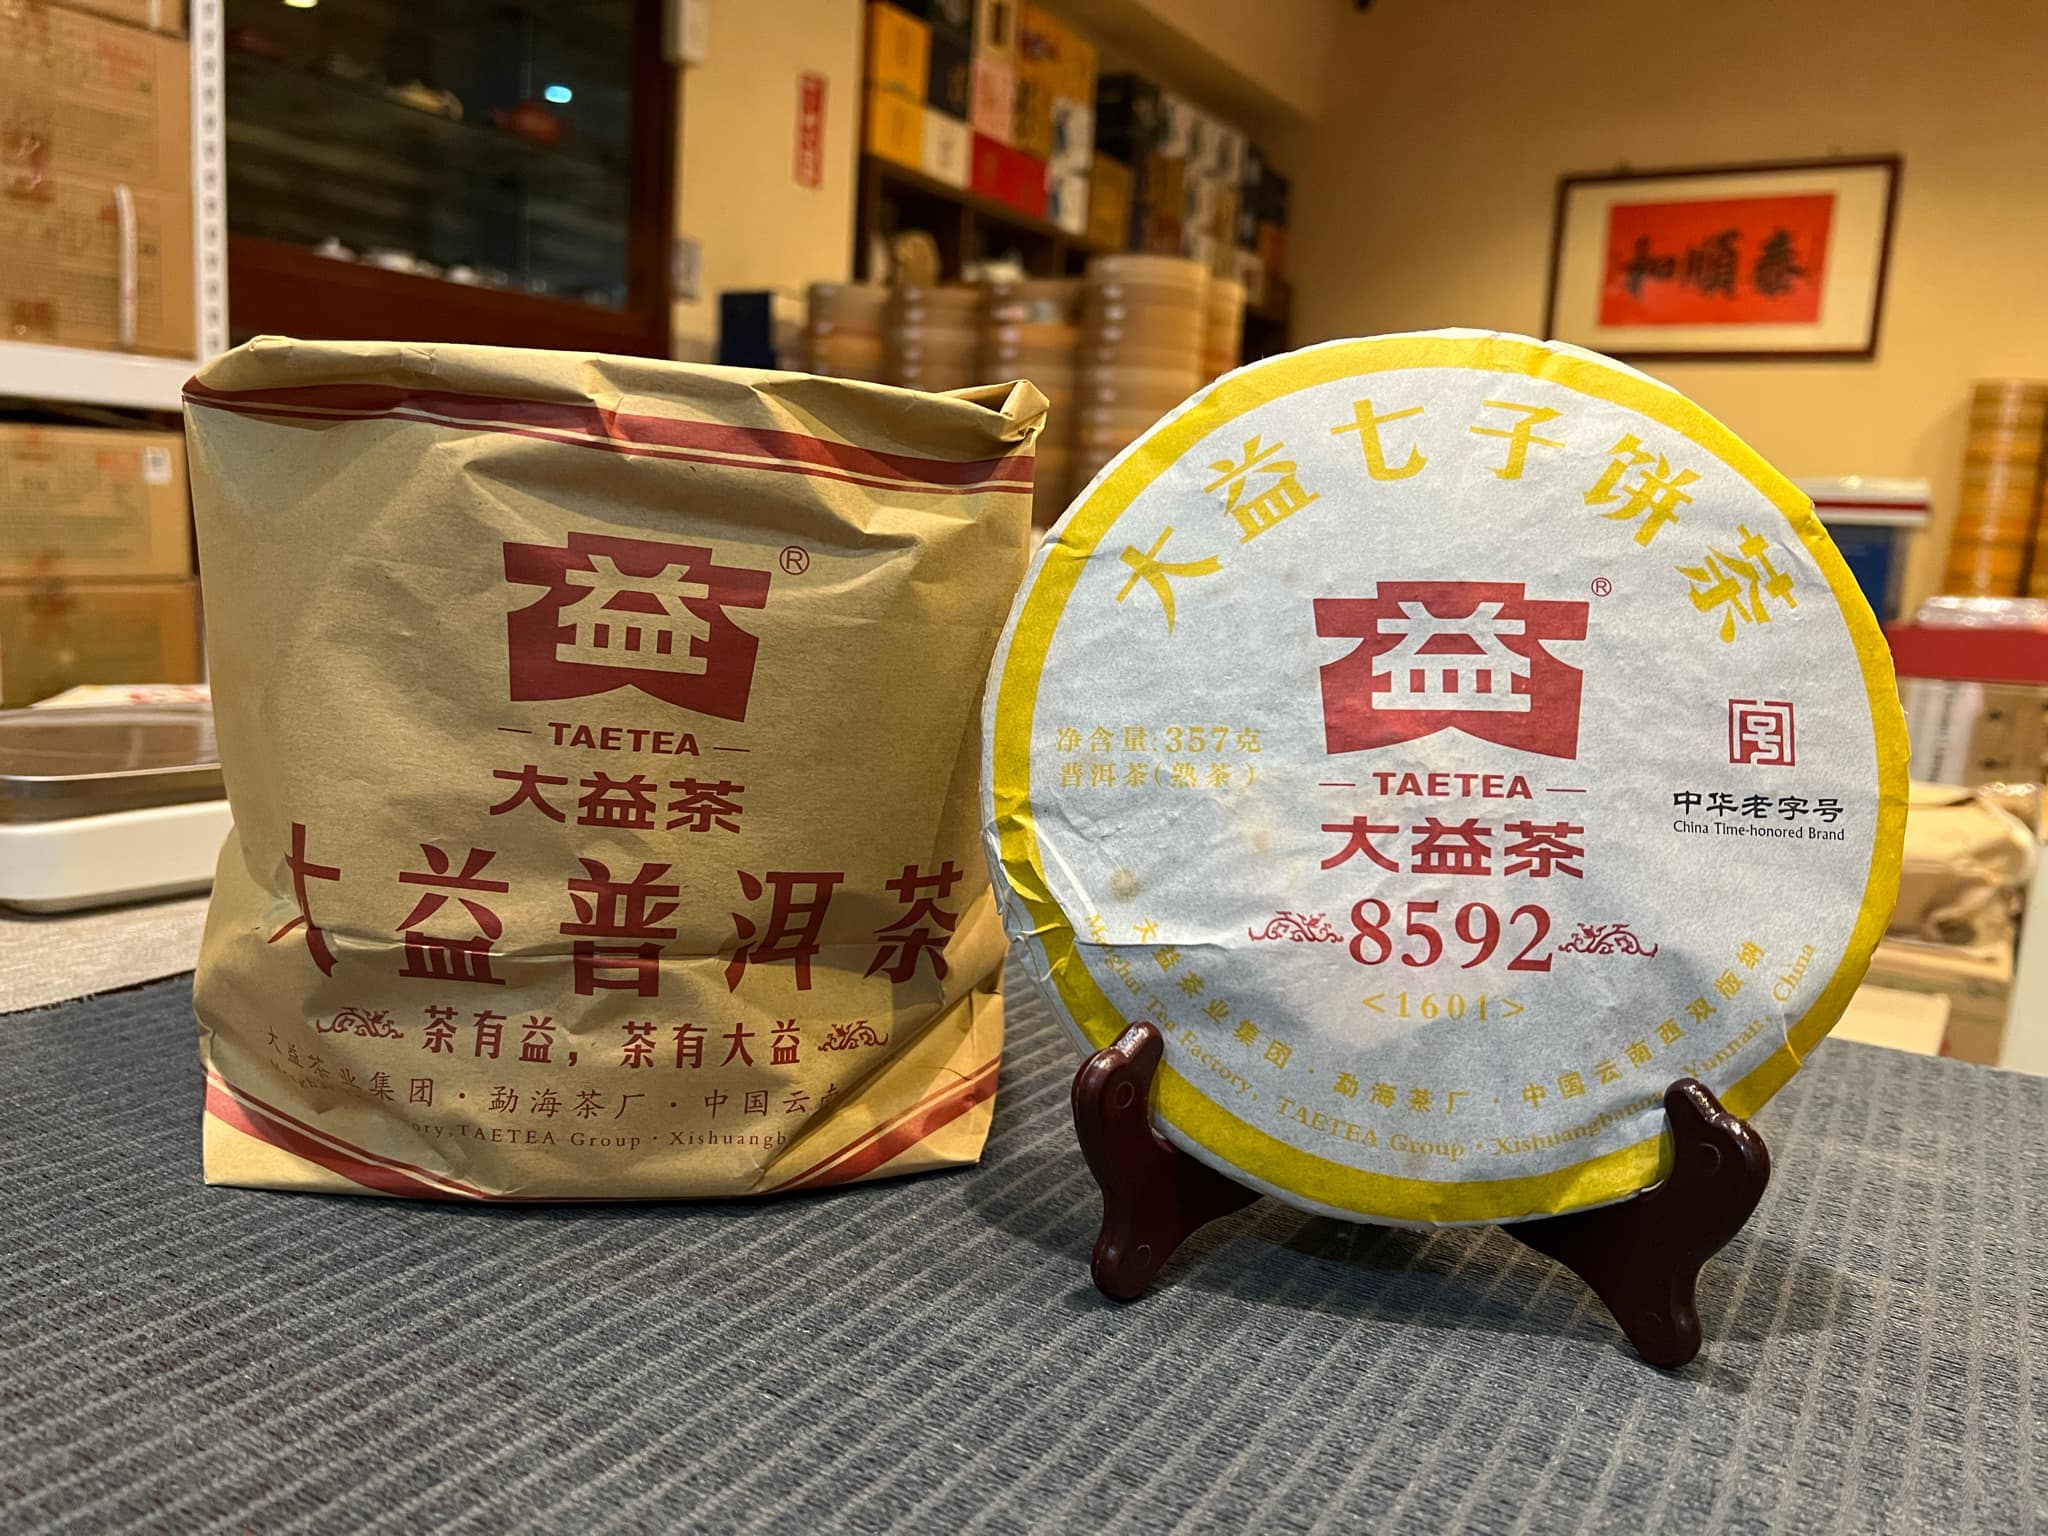 益®
TAETEA
大益茶
大益普洱茶
茶有益，茶有大益
大益茶业集团·勐海茶厂·中国云南
ory,TAETEA Group·Xishuangb
大益七子饼茶
益®
净含量:357克
普洱茶(熟茶)
TAETEA
大益茶
中华老字号
China Time-honored Brand
8592
<1601>
大益茶业集团·勐海茶厂·中国云南西双版纳
Menghai Tea Factory, TAETEA Group·Xishuangbanna, Yunnan, China
和順泰